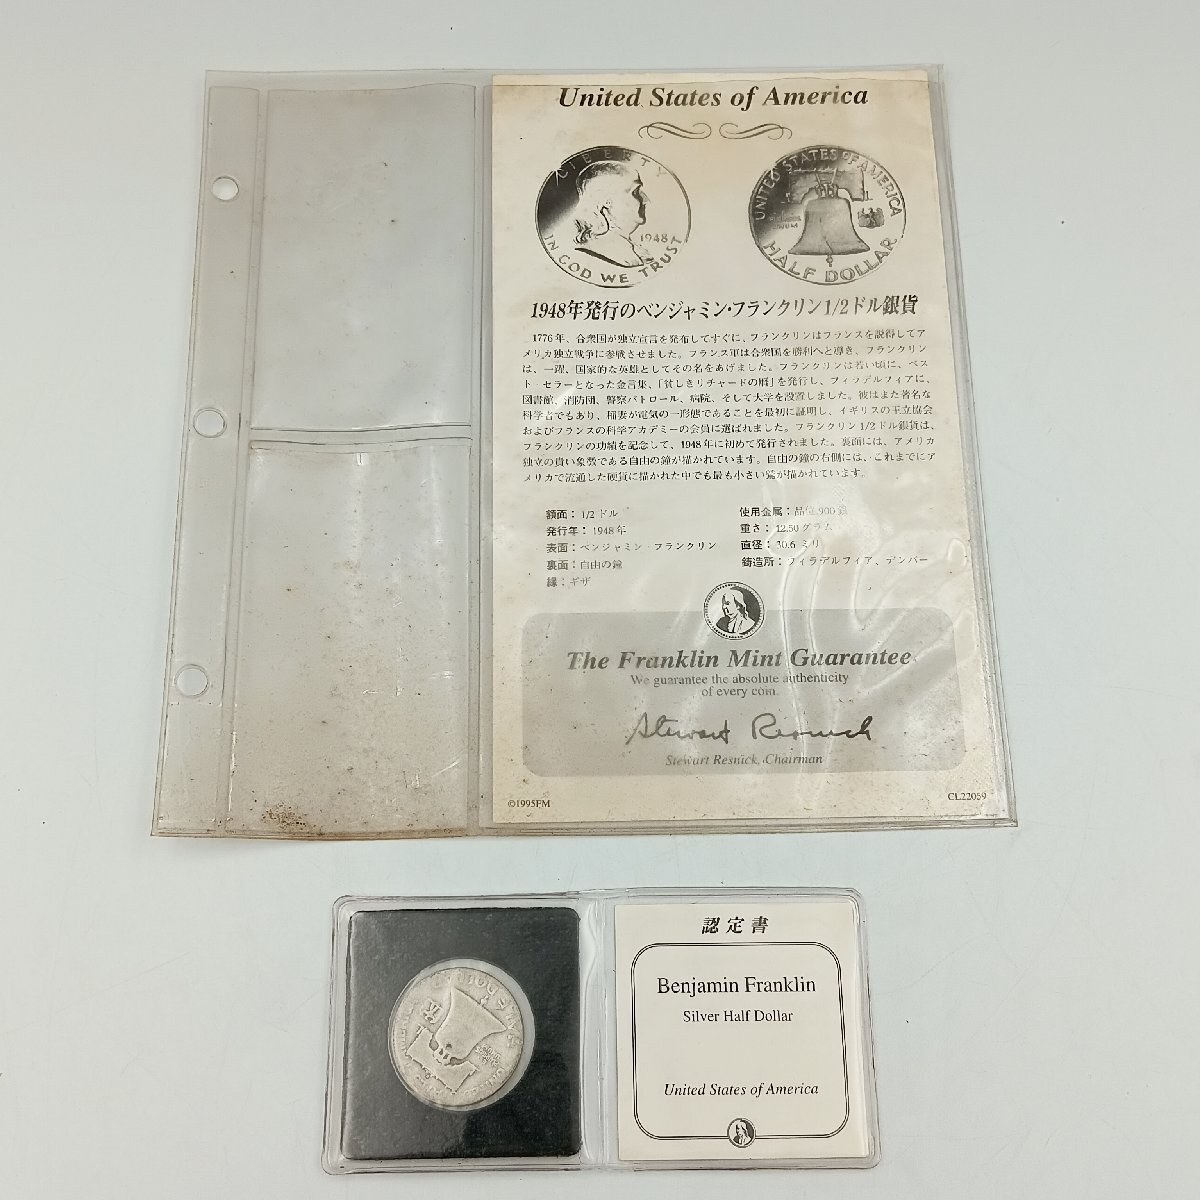 United States of America
LIBERTY
1948
IN GOD WE TRUST
UNITED STATES OF AMERICA
HALF DOLLAR
1948年発行のベンジャミン・フランクリン1/2ドル銀貨
1776年、合衆国が独立宣言を発布してすぐに、フランクリンはフランスを説得してア
メリカ独立戦争に参戦させました。フランス軍は合衆国を勝利へと導き、フランクリン
は、一躍、国家的な英雄としてその名をあげました。フランクリンは若い頃に、ベス
ト・セラーとなった金言集、「貧しきリチャードの暦」を発行し、フィラデルフィアに、
図書館、消防団、警察パトロール、病院、そして大学を設置しました。彼はまた著名な
科学者でもあり、稲妻が電気の一形態であることを最初に証明し、イギリスの王立協会
およびフランスの科学アカデミーの会員に選ばれました。フランクリン1/2ドル銀貨は、
フランクリンの功績を記念して、1948年に初めて発行されました。裏面には、アメリカ
独立の貴い象徴である自由の鐘が描かれています。自由の鐘の右側には、これまでにア
メリカで流通した硬貨に描かれた中でも最も小さい鷲が描かれています。
額面：1/2ドル
発行年：1948年
表面：ベンジャミン・フランクリン
裏面：自由の鐘
縁：ギザ
使用金属：品位.900銀
重さ：12.50グラム
直径：30.6ミリ
鋳造所：フィラデルフィア、デンバー
The Franklin Mint Guarantee
We guarantee the absolute authenticity
of every coin.
Stewart Resnick
Stewart Resnick, Chairman
©1995FM
CL22059
認定書
Benjamin Franklin
Silver Half Dollar
United States of America